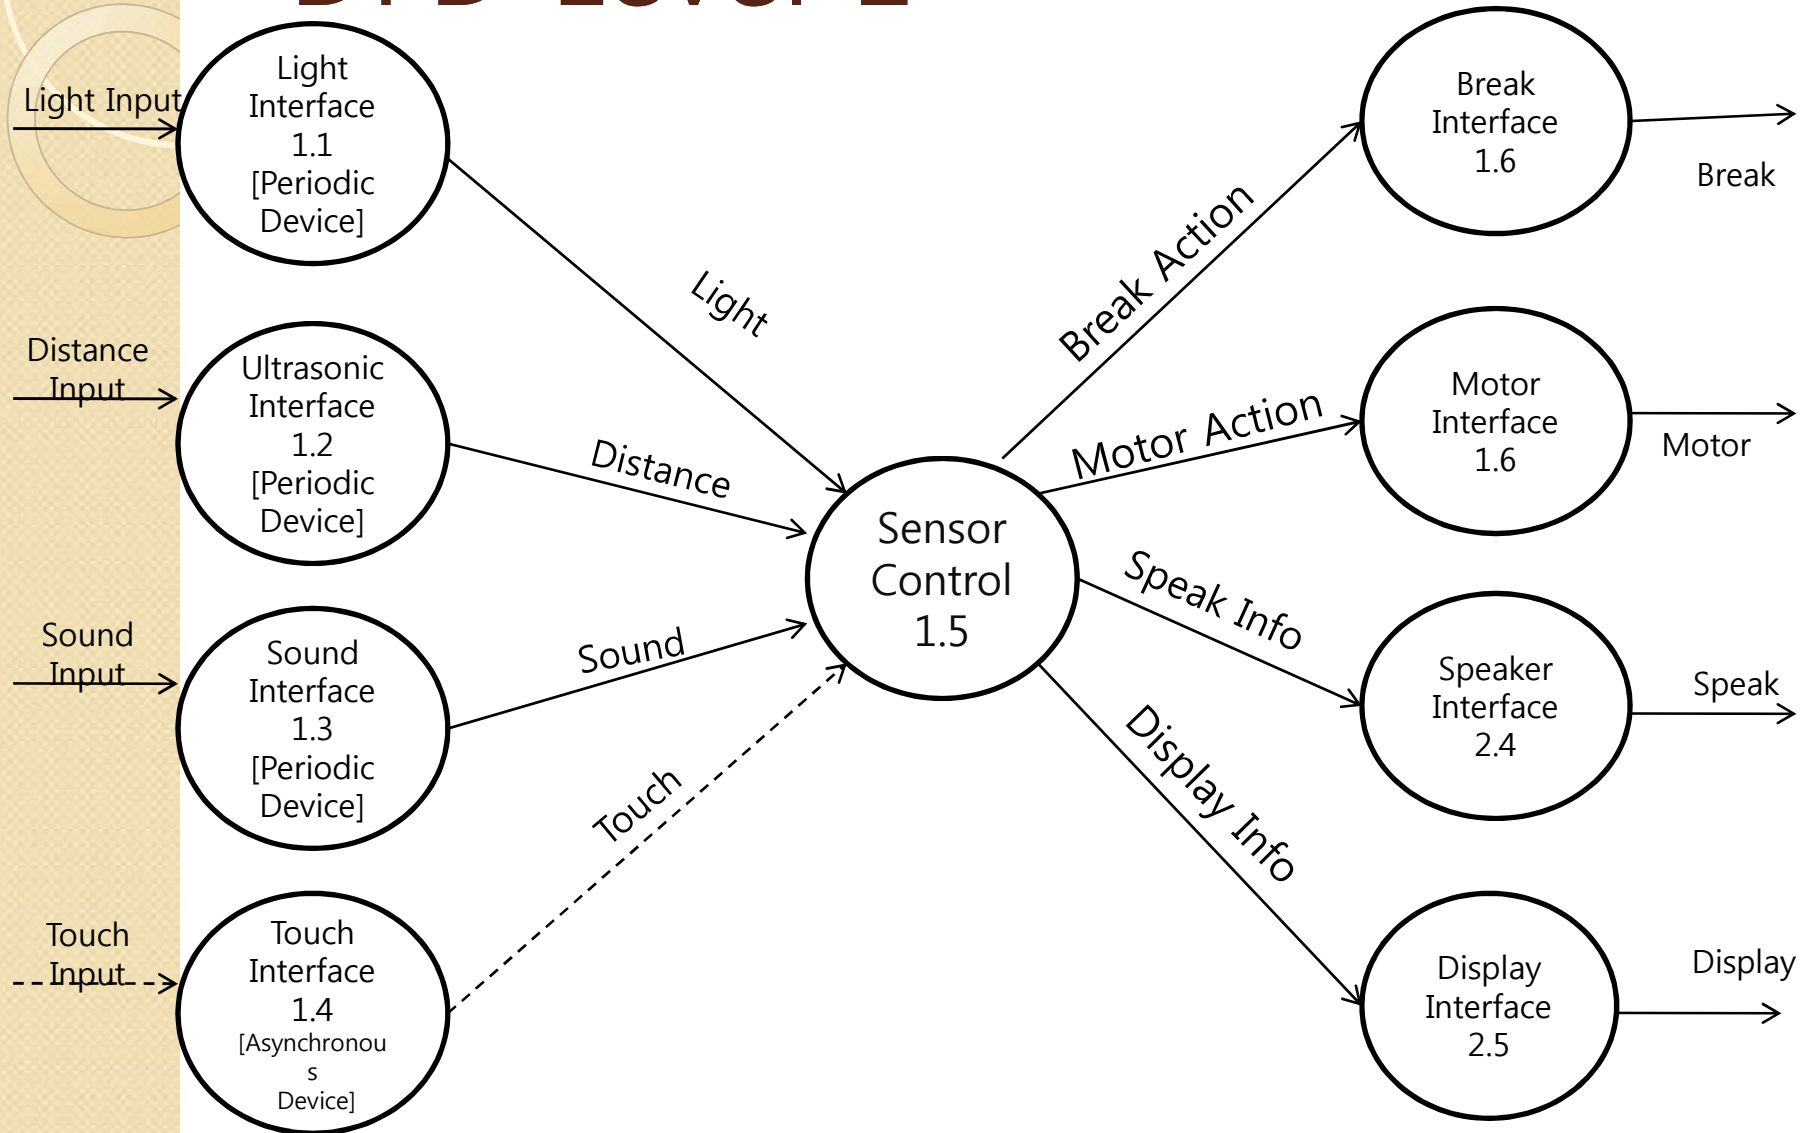 Light Input
Light
Interface
1.1
[Periodic
Device]
Distance
Input
Ultrasonic
Interface
1.2
[Periodic
Device]
Sound
Input
Sound
Interface
1.3
[Periodic
Device]
Touch
Input
Touch
Interface
1.4
[Asynchronou
s
Device]
Light
Distance
Sound
Touch
Sensor
Control
1.5
Break Action
Motor Action
Speak Info
Display Info
Break
Interface
1.6
Break
Motor
Interface
1.6
Motor
Speaker
Interface
2.4
Speak
Display
Interface
2.5
Display